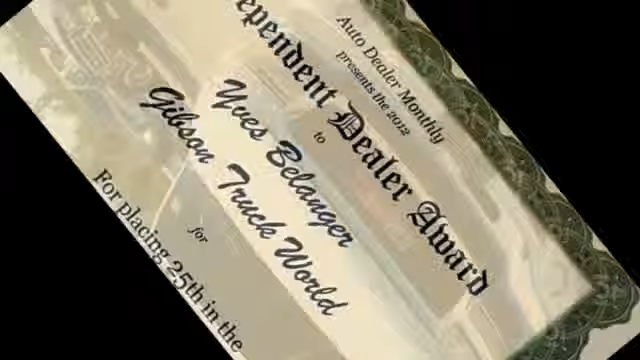 Auto Dealer Monthly
presents the 2012
ependent Dealer Award
to
Yves Belanger
Gibson Truck World
for
For placing 25th in the